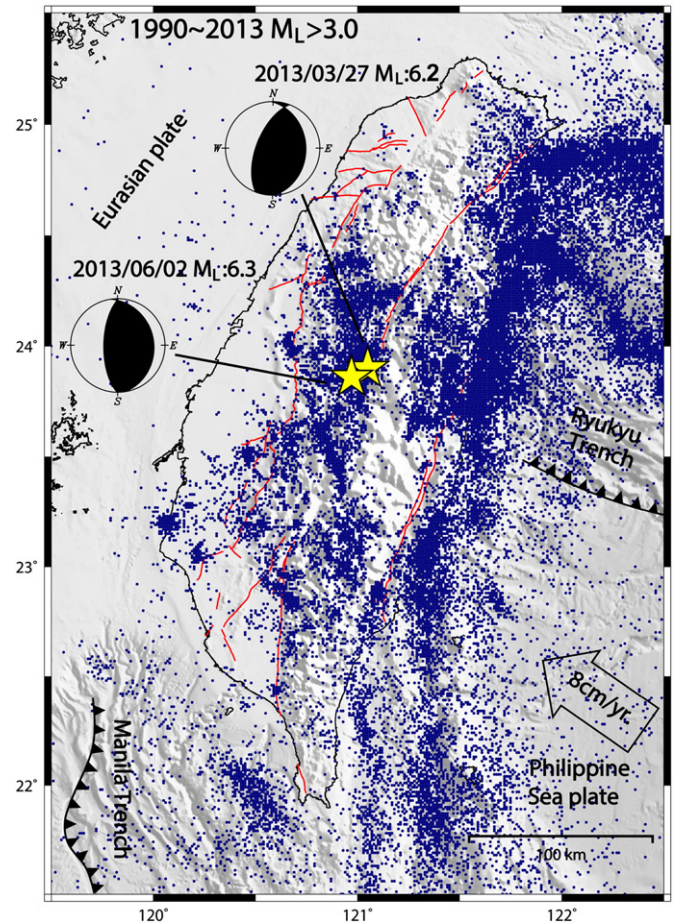 1990~2013 ML>3.0
2013/03/27 ML:6.2
N
W
E
S
25°
Eurasian plate
2013/06/02 ML:6.3
N
W
E
S
24°
Ryukyu
Trench
23°
8cm/yr.
Manila Trench
22°
Philippine
Sea plate
100 km
120°
121°
122°